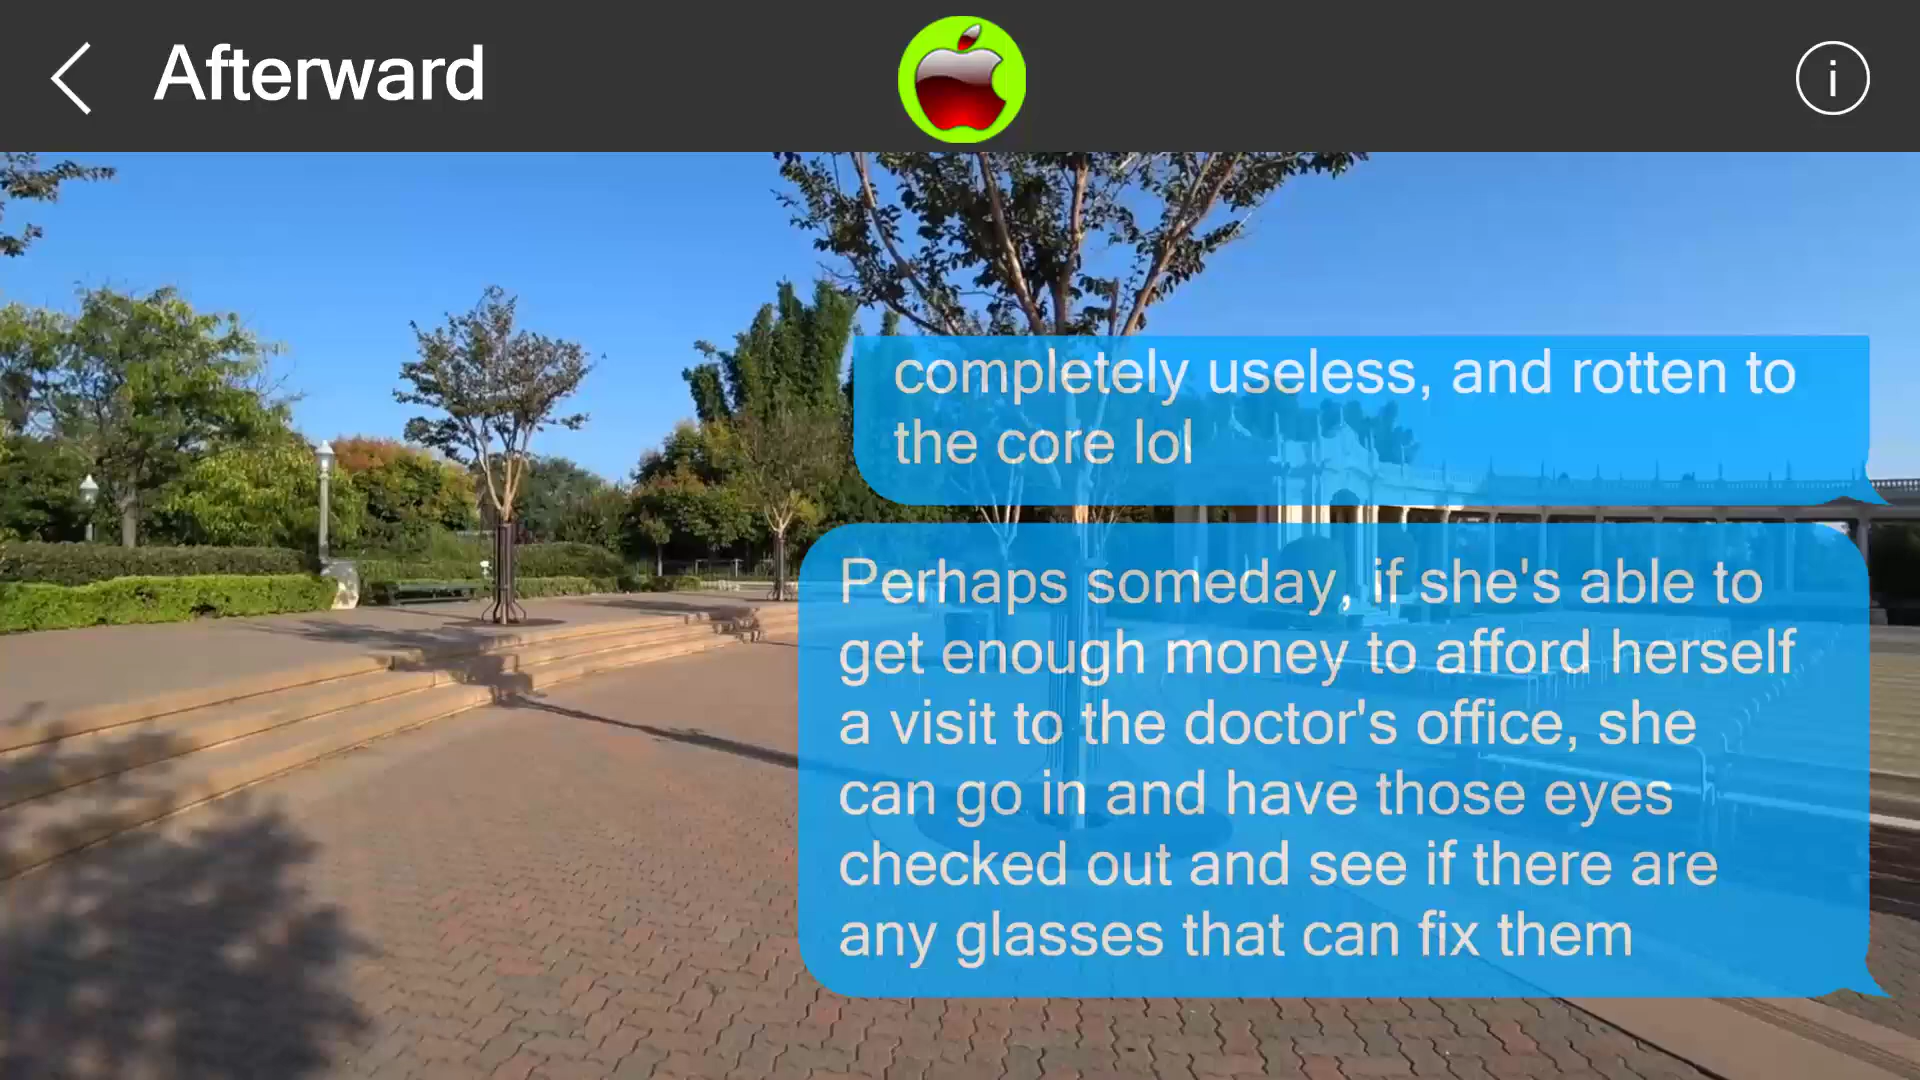 Afterward
i
completely useless, and rotten to
the core lol
Perhaps someday, if she's able to
get enough money to afford herself
a visit to the doctor's office, she
can go in and have those eyes
checked out and see if there are
any glasses that can fix them